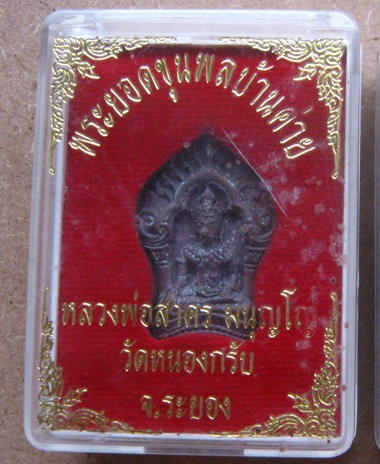 พระยอดขุนพลบ้านค่าย
หลวงพ่อสาคร มนุญโญ
วัดหนองกรับ
จ.ระยอง